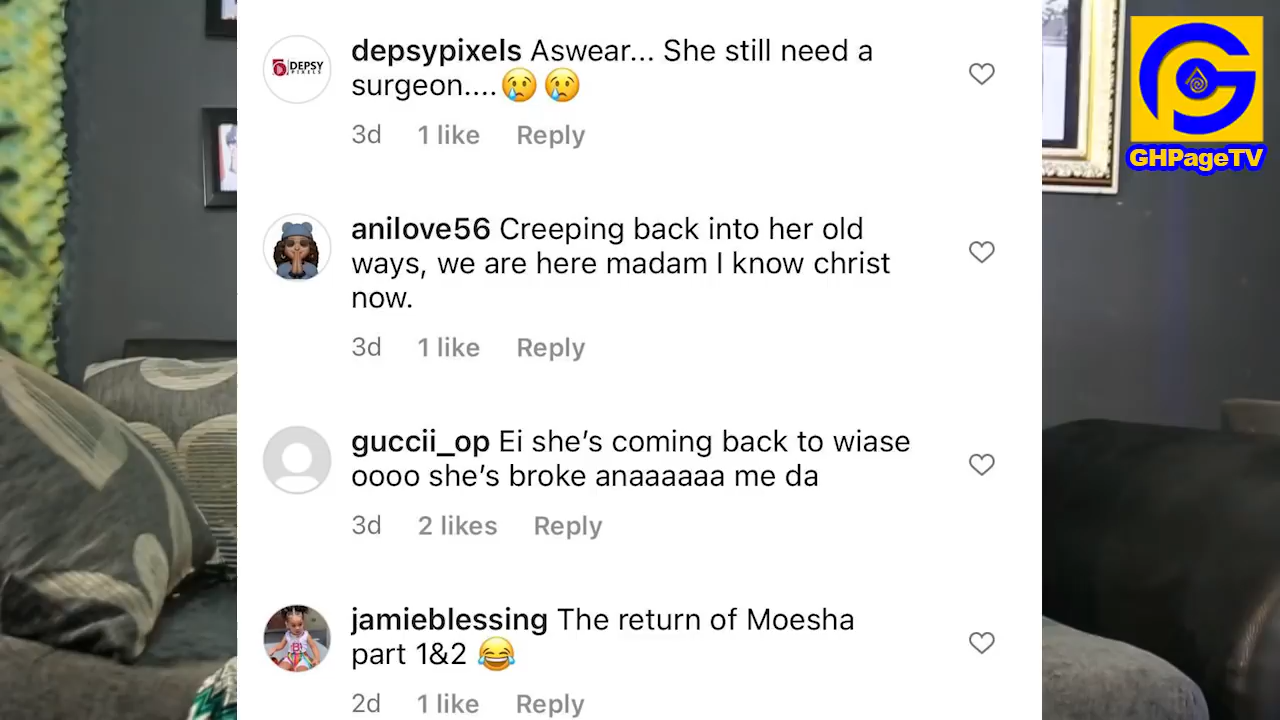 depsypixels Aswear... She still need a
surgeon....😢😢
3d 1 like Reply
anilove56 Creeping back into her old
ways, we are here madam I know christ
now.
3d 1 like Reply
guccii_op Ei she's coming back to wiase
oooo she's broke anaaaaaa me da
3d 2 likes Reply
jamieblessing The return of Moesha
part 1&2 😂
2d 1 like Reply
DEPSY
PIXELS
GHPageTV